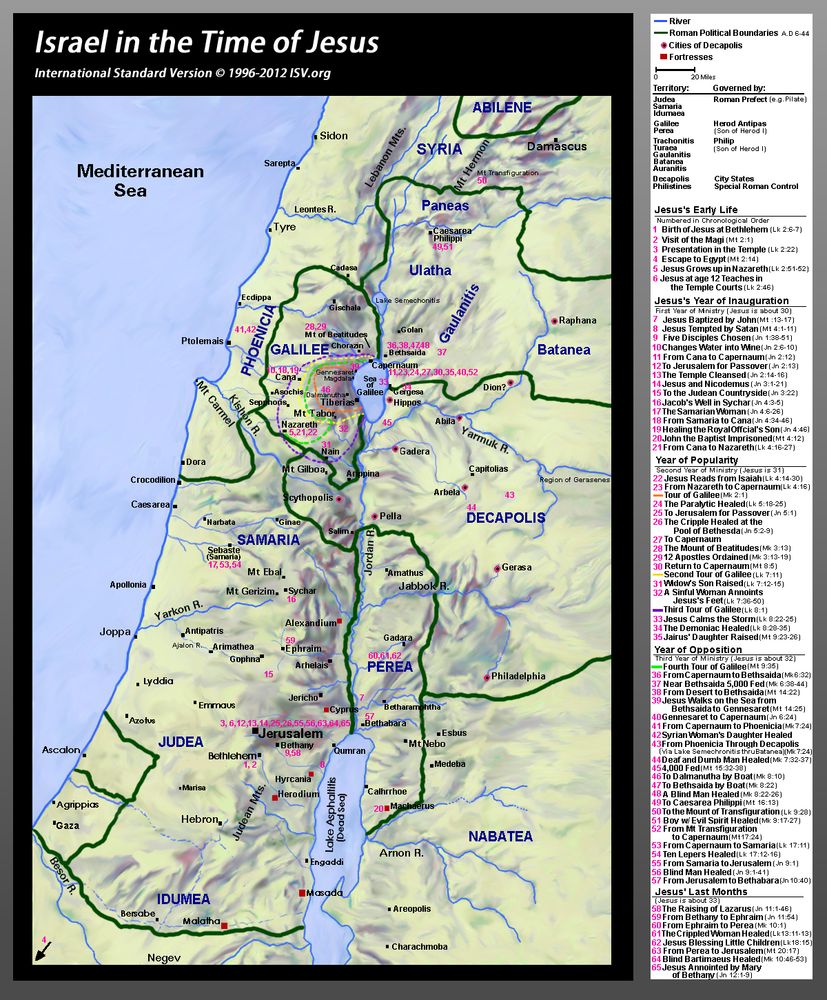 Israel in the Time of Jesus
International Standard Version © 1996-2012 ISV.org
ABILENE
Sidon
SYRIA
Damascus
Lebanon Mts.
Mt Hermon
Mediterranean
Sea
Sarepta
Mt Transfiguration
50
Leontes R.
Paneas
Tyre
Caesarea
Philippi
49,51
Cadasa
Ulatha
Ecdippa
Lake Semechonitis
Gischala
Gaulanitis
Raphana
PHOENICIA
41,42
28,29
Mt of Beatitudes
Golan
Ptolemais
Chorazin
36,38,47,48
GALILEE
Bethsaida
37
Batanea
Capernaum
10,18,19
11,23,24,27,30,35,40,52
Cana
Gennesaret
Magdala
Sea
of
Galilee
33
34
Gergesa
Dion?
Mt Carmel
Asochis
46
Dalmanutha
Sepphoris
Tiberias
Hippos
Kishon R.
Mt Tabor
Nazareth
5,21,22
32
45
Abila
Yarmuk R.
31
Nain
Gadera
Dora
Mt Gilboa
Agrippina
Capitolias
Crocodilon
Region of Gerasenes
Scythopolis
Arbela
43
Caesarea
44
Narbata
Ginae
Pella
DECAPOLIS
Salim
SAMARIA
Jordan R.
Sebaste
(Samaria)
17,53,54
Gerasa
Mt Ebal
Amathus
Apollonia
Mt Gerizim
Sychar
16
Jabbok R.
Yarkon R.
Alexandium
Joppa
Antipatris
59
Gadara
Ajalon R.
Arimathea
Ephraim
60,61,62
Gophna
Arhelais
PEREA
15
Philadelphia
Lyddia
Jericho
7
Emmaus
Cyprus
Betharamphtha
Azotus
57
3, 6,12,13,14,25,26,55,56,63,64,65
Bethabara
Jerusalem
Esbus
JUDEA
Bethany
9,58
Qumran
Mt Nebo
Ascalon
Bethlehem
1, 2
8
Medeba
Hyrcania
Marisa
Herodium
Calhrrhoe
Agrippias
Judean Mts.
20
Machaerus
Gaza
Hebron
Lake Asphaltitis
(Dead Sea)
NABATEA
Arnon R.
Besor R.
Engaddi
IDUMEA
Masada
Bersabe
Areopolis
Malatha
4
Charachmoba
Negev
River
Roman Political Boundaries A.D 6-44
Cities of Decapolis
Fortresses
0 20 Miles
Territory: Governed by:
Judea Roman Prefect (e.g. Pilate)
Samaria
Idumaea
Galilee Herod Antipas
Perea (Son of Herod I)
Trachonitis Philip
Turaea (Son of Herod I)
Gaulanitis
Batanea
Auranitis
Decapolis City States
Philistines Special Roman Control
Jesus's Early Life
Numbered in Chronological Order
1 Birth of Jesus at Bethlehem (Lk 2:6-7)
2 Visit of the Magi (Mt 2:1)
3 Presentation in the Temple (Lk 2:22)
4 Escape to Egypt (Mt 2:14)
5 Jesus Grows up in Nazareth (Lk 2:51-52)
6 Jesus at age 12 Teaches in
the Temple Courts (Lk 2:46)
Jesus's Year of Inauguration
First Year of Ministry (Jesus is about 30)
7 Jesus Baptized by John (Mt :13-17)
8 Jesus Tempted by Satan (Mt 4:1-11)
9 Five Disciples Chosen (Jn 1:38-51)
10 Changes Water into Wine (Jn 2:6-10)
11 From Cana to Capernaum (Jn 2:12)
12 To Jerusalem for Passover (Jn 2:13)
13 The Temple Cleansed (Jn 2:14-16)
14 Jesus and Nicodemus (Jn 3:1-21)
15 To the Judean Countryside (Jn 3:22)
16 Jacob's Well in Sychar (Jn 4:3-5)
17 The Samaritan Woman (Jn 4:6-26)
18 From Samaria to Cana (Jn 4:34-46)
19 Healing the Royal Offcial's Son (Jn 4:46)
20 John the Baptist Imprisoned (Mt 4:12)
21 From Cana to Nazareth (Lk 4:16-27)
Year of Popularity
Second Year of Ministry (Jesus is 31)
22 Jesus Reads from Isaiah (Lk 4:14-30)
23 From Nazareth to Capernaum (Lk 4:16)
Tour of Galilee (Mk 2:1)
24 The Paralytic Healed (Lk 5:18-25)
25 To Jerusalem for Passover (Jn 5:1)
26 The Cripple Healed at the
Pool of Bethesda (Jn 5:2-9)
27 To Capernaum
28 The Mount of Beatitudes (Mk 3:13)
29 12 Apostles Ordained (Mk 3:13-19)
30 Return to Capernaum (Mt 8:5)
Second Tour of Galilee (Lk 7:11)
31 Widow's Son Raised (Lk 7:12-15)
32 A Sinful Woman Annoints
Jesus's Feet (Lk 7:36-50)
Third Tour of Galilee (Lk 8:1)
33 Jesus Calms the Storm (Lk 8:22-25)
34 The Demoniac Healed (Lk 8:28-35)
35 Jairus' Daughter Raised (Mt 9:23-26)
Year of Opposition
Third Year of Ministry (Jesus is about 32)
Fourth Tour of Galilee (Mt 9:35)
36 From Capernaum to Bethsaida (Mk 6:32)
37 Near Bethsaida 5,000 Fed (Mk 6:38-44)
38 From Desert to Bethsaida (Mt 14:22)
39 Jesus Walks on the Sea from
Bethsaida to Gennesaret (Mt 14:25)
40 Gennesaret to Capernaum (Jn 6:24)
41 From Capernaum to Phoenicia (Mk 7:24)
42 Syrian Woman's Daughter Healed
43 From Phoenicia Through Decapolis
(Via Lake Semechronitis thru Batanea) (Mk 7:24)
44 Deaf and Dumb Man Healed (Mk 7:32-37)
45 4,000 Fed (Mt 15:32-38)
46 To Dalmanutha by Boat (Mk 8:10)
47 To Bethsaida by Boat (Mk 8:22)
48 A Blind Man Healed (Mk 8:22-26)
49 To Caesarea Philippi (Mt 16:13)
50 To the Mount of Transfiguration (Lk 9:28)
51 Boy w/ Evil Spirit Healed (Mk 9:17-27)
52 From Mt Transfiguration
to Capernaum (Mt 17:24)
53 From Capernaum to Samaria (Lk 17:11)
54 Ten Lepers Healed (Lk 17:12-16)
55 From Samaria to Jerusalem (Jn 9:1)
56 Blind Man Healed (Jn 9:1-41)
57 From Jerusalem to Bethabara (Jn 10:40)
Jesus' Last Months
(Jesus is about 33)
58 The Raising of Lazarus (Jn 11:1-46)
59 From Bethany to Ephraim (Jn 11:54)
60 From Ephraim to Perea (Mk 10:1)
61 The Crippled Woman Healed (Lk 13:11-13)
62 Jesus Blessing Little Children (Lk 18:15)
63 From Perea to Jerusalem (Mt 20:17)
64 Blind Bartimaeus Healed (Mk 10:46-53)
65 Jesus Annointed by Mary
of Bethany (Jn 12:1-9)